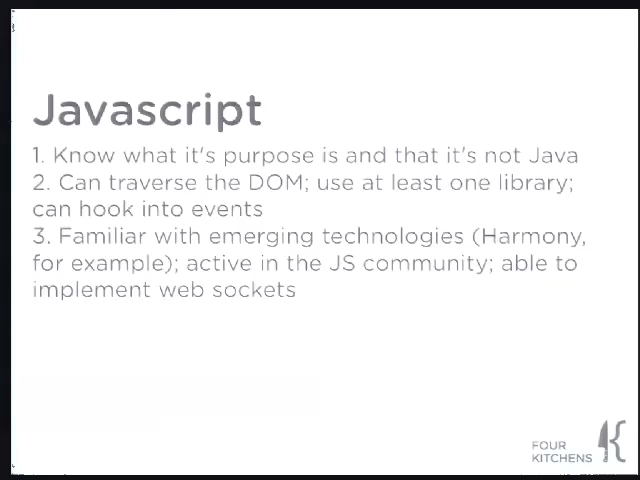 Javascript
1. Know what it's purpose is and that it's not Java
2. Can traverse the DOM; use at least one library;
can hook into events
3. Familiar with emerging technologies (Harmony,
for example); active in the JS community; able to
implement web sockets
FOUR
KITCHENS